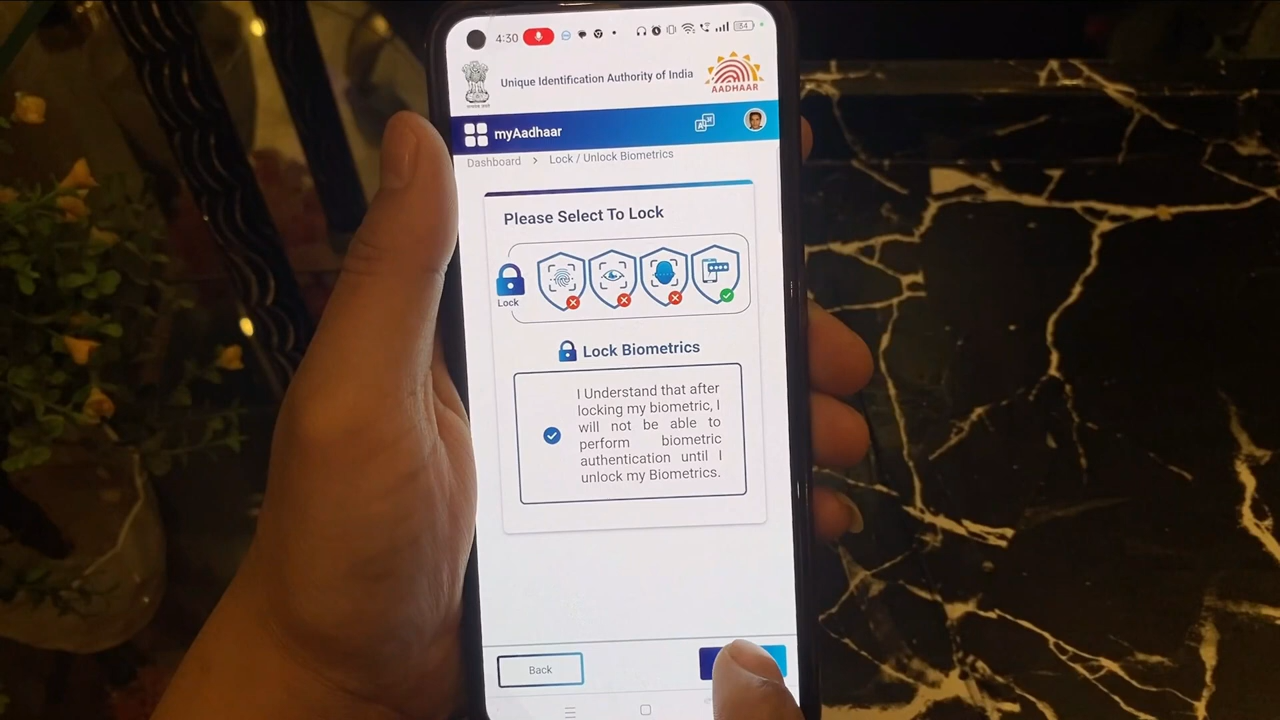 4:30
84
Unique Identification Authority of India
AADHAAR
myAadhaar
Dashboard > Lock / Unlock Biometrics
Please Select To Lock
Lock
Lock Biometrics
I Understand that after
locking my biometric, I
will not be able to
perform biometric
authentication until I
unlock my Biometrics.
Back